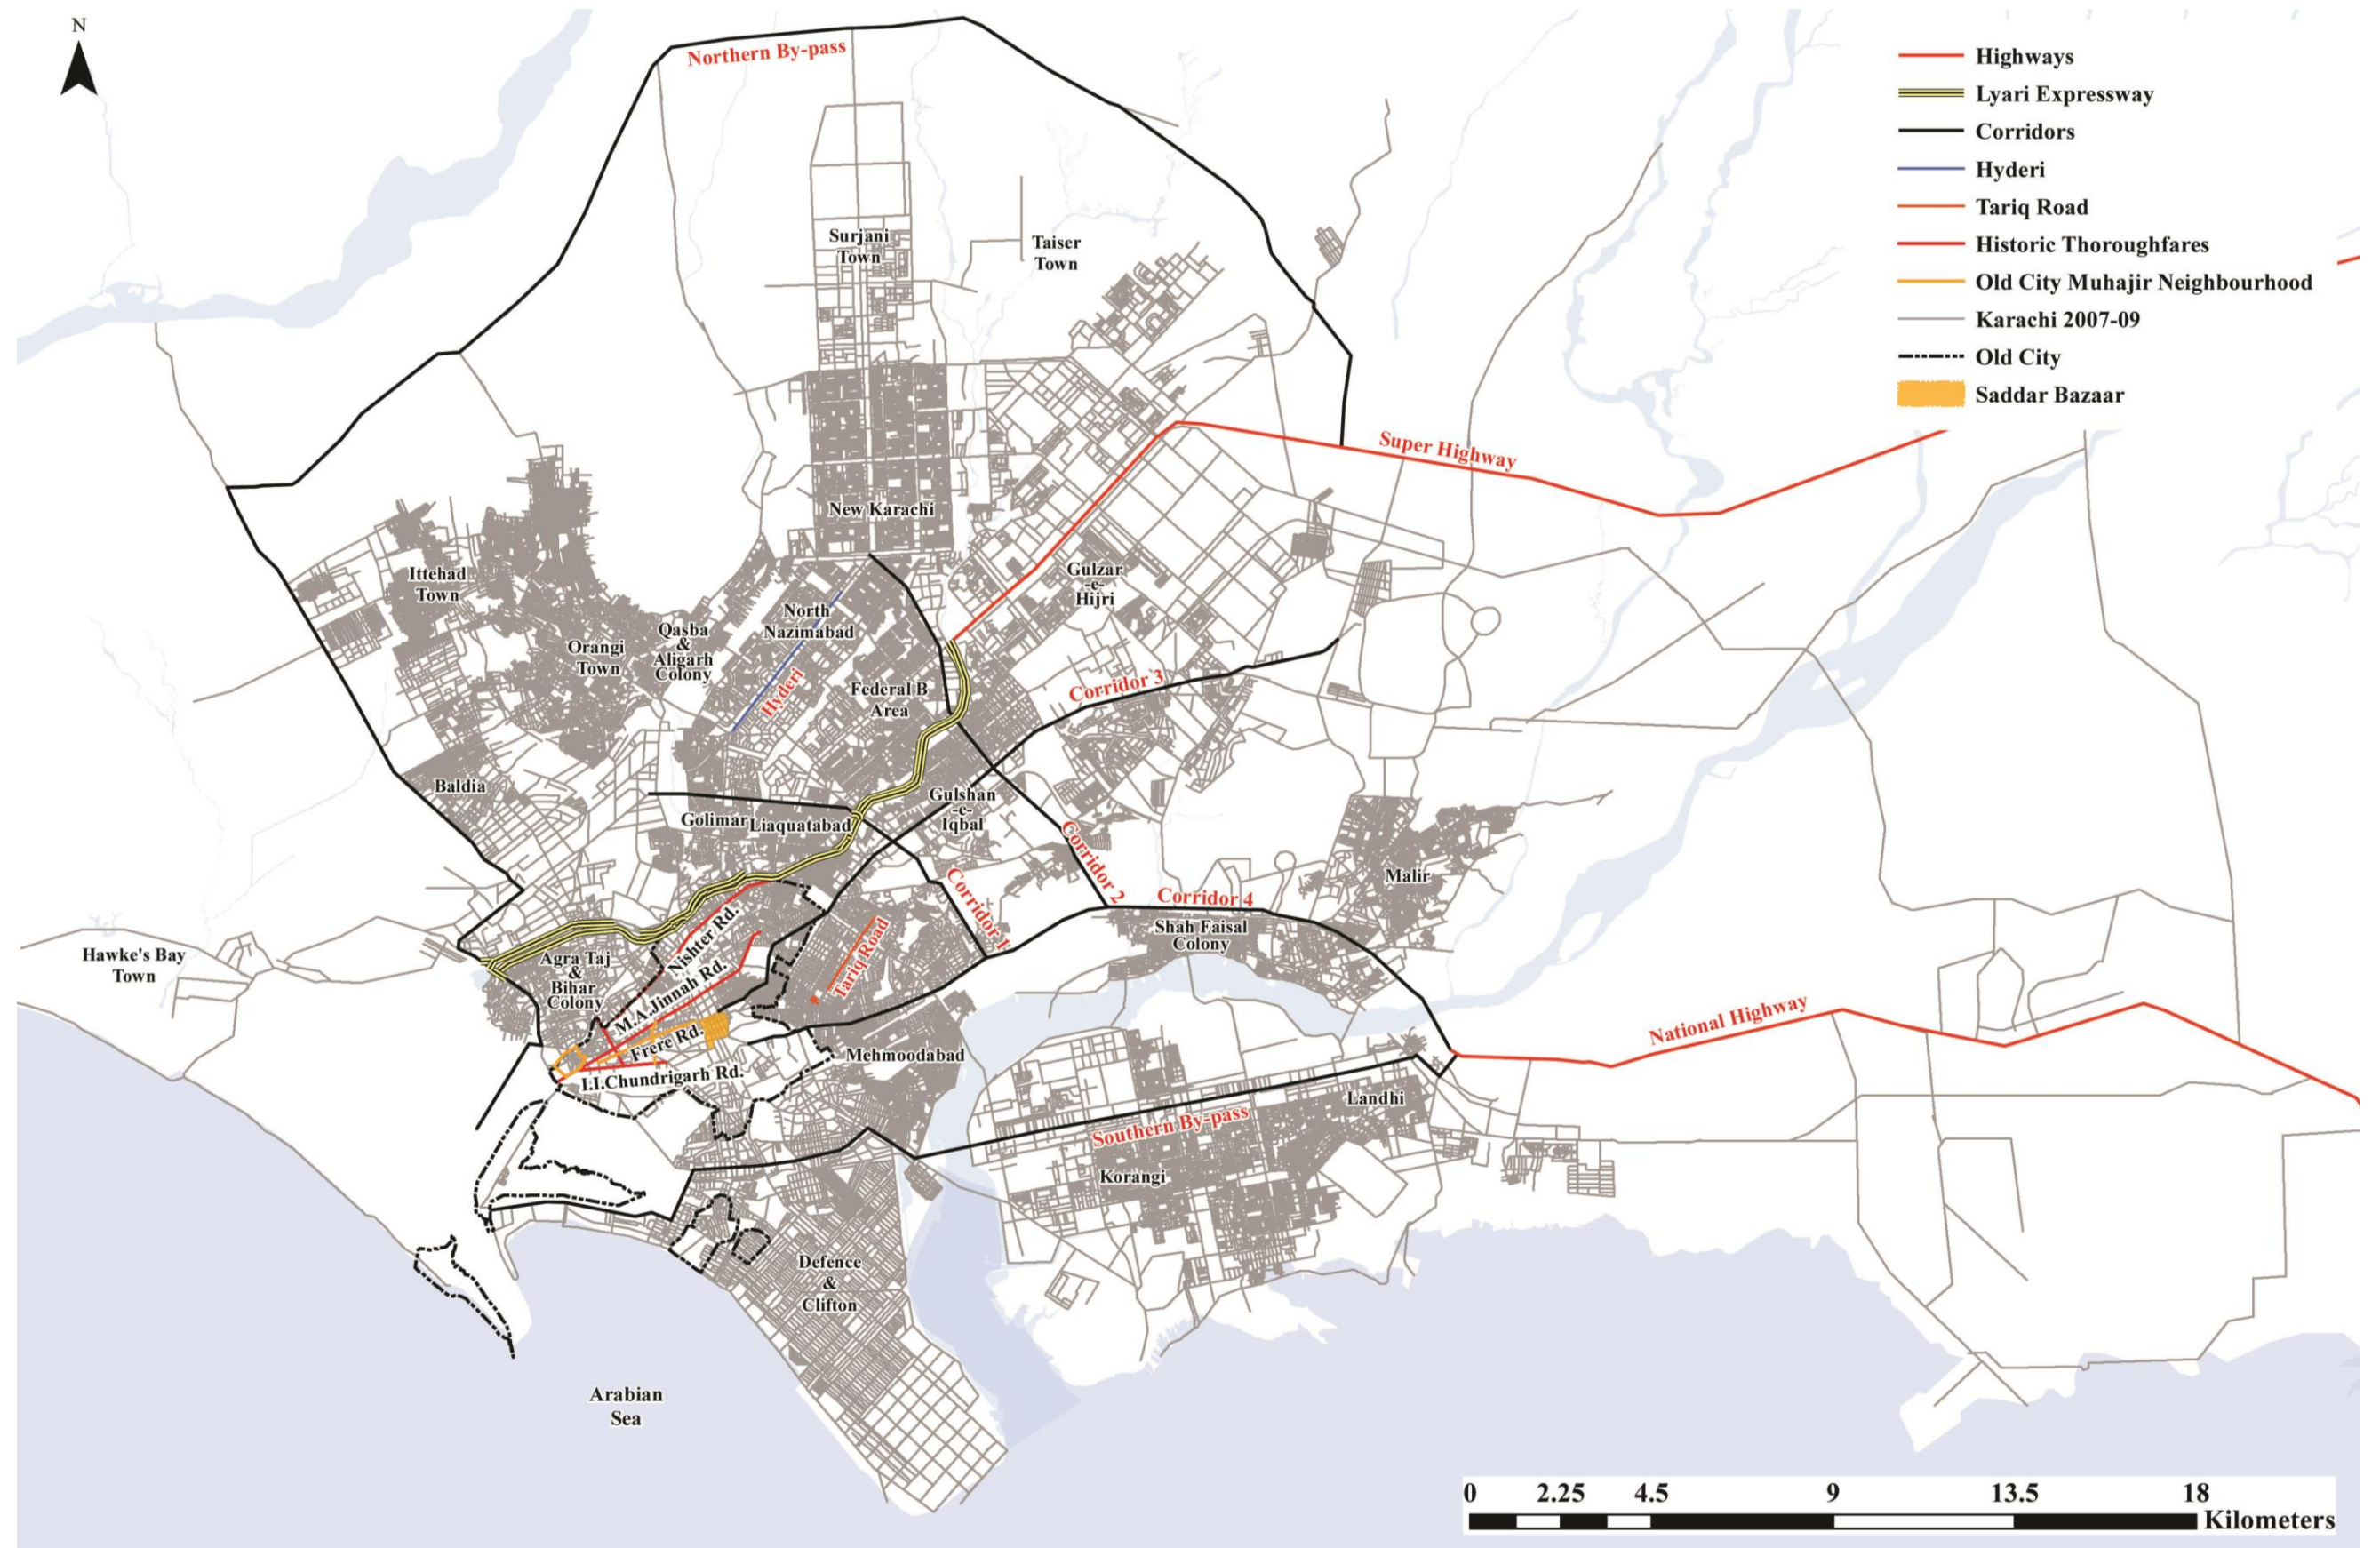 N
Northern By-pass
Highways
Lyari Expressway
Corridors
Hyderi
Tariq Road
Historic Thoroughfares
Old City Muhajir Neighbourhood
Karachi 2007-09
Old City
Saddar Bazaar
Surjani
Town
Taiser
Town
Super Highway
New Karachi
Ittehad
Town
Gulzar
-e-
Hijri
North
Nazimabad
Qasba
&
Aligarh
Colony
Orangi
Town
Hyderi
Federal B
Area
Corridor 3
Baldia
Gulshan
-e-
Iqbal
Golimar
Liaquatabad
Corridor 2
Corridor 1
Corridor 4
Malir
Shah Faisal
Colony
Nishter Rd.
Tariq Road
Hawke's Bay
Town
Agra Taj
&
Bihar
Colony
M.A.Jinnah Rd.
Frere Rd.
I.I.Chundrigarh Rd.
Mehmoodabad
National Highway
Landhi
Southern By-pass
Korangi
Defence
&
Clifton
Arabian
Sea
0 2.25 4.5 9 13.5 18
Kilometers